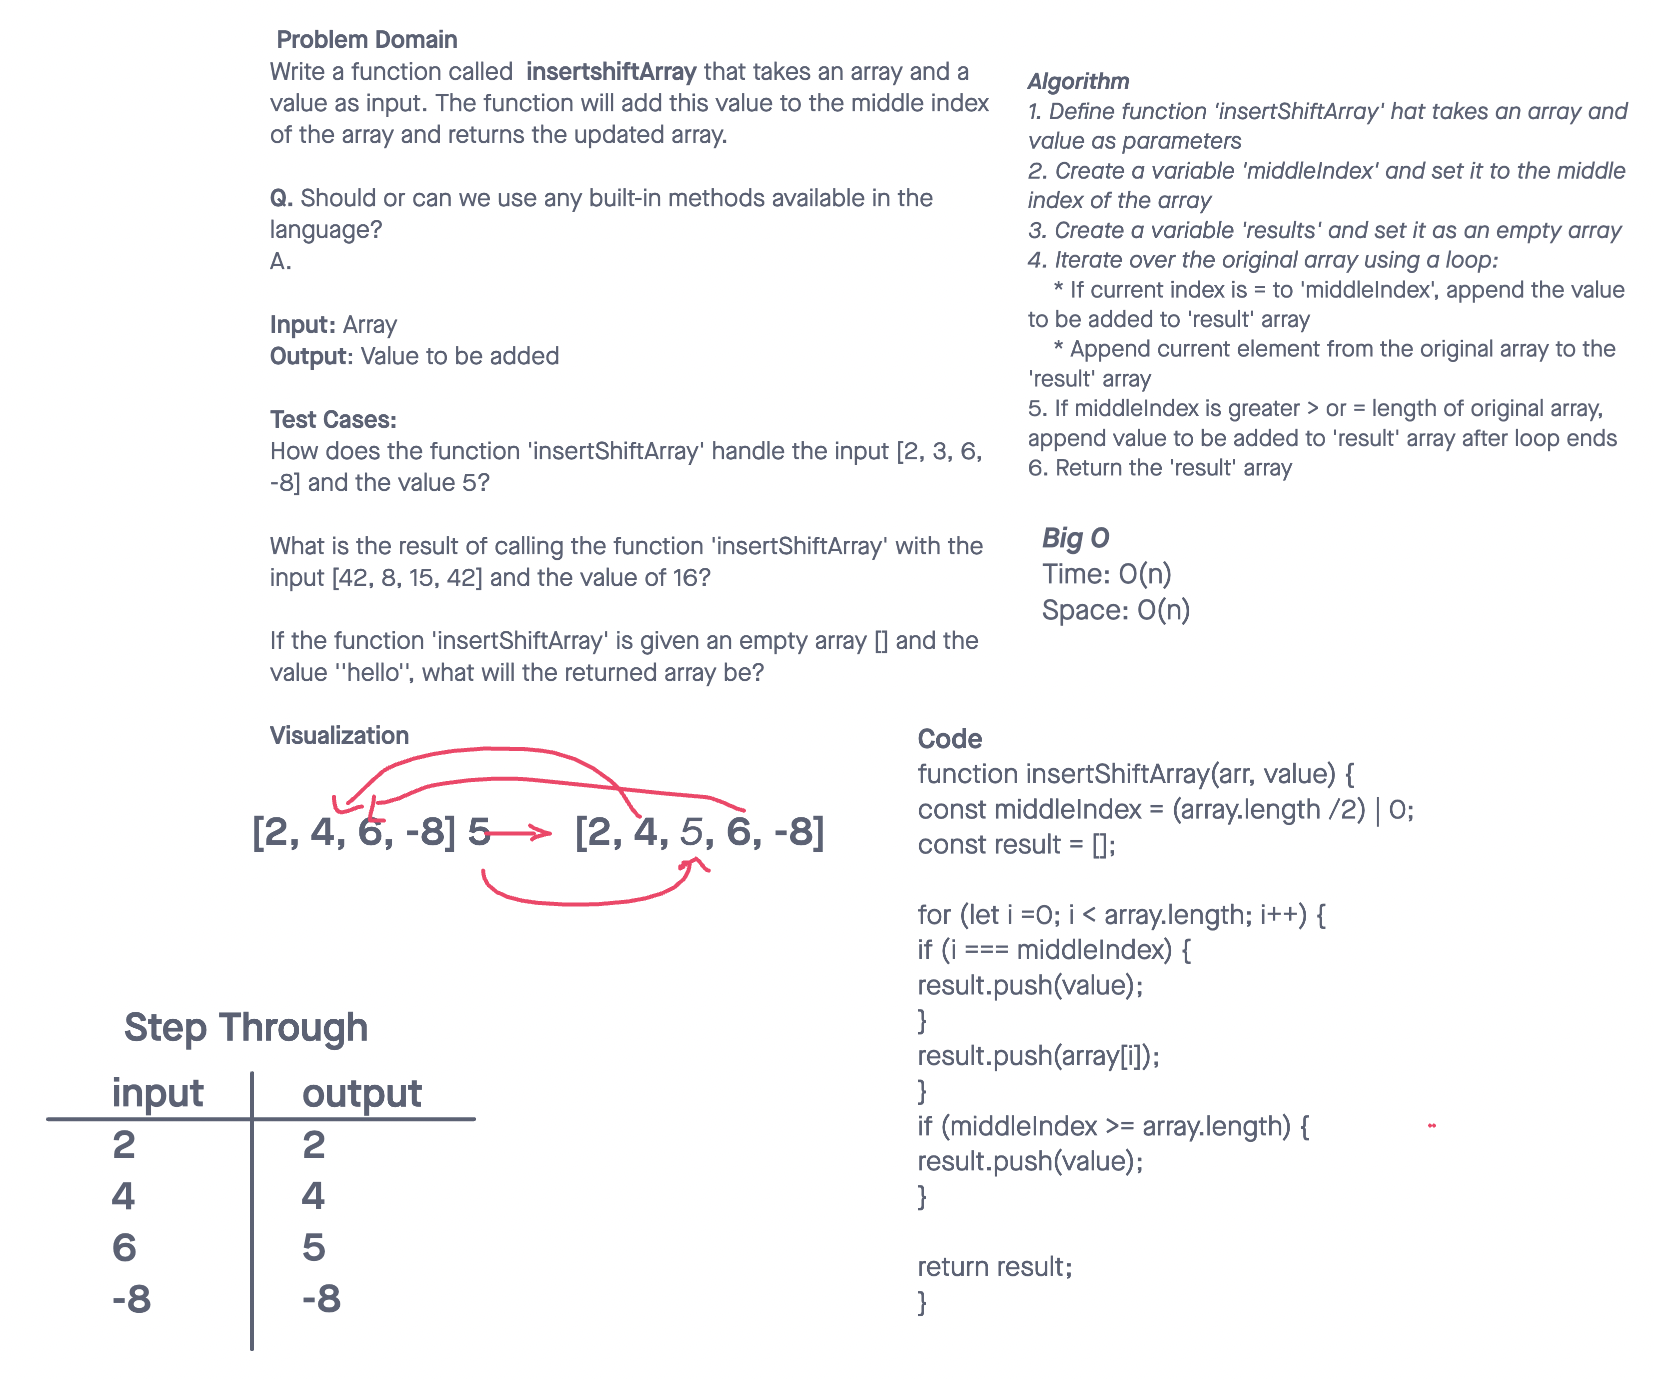 Problem Domain
Write a function called insertshiftArray that takes an array and a
value as input. The function will add this value to the middle index
of the array and returns the updated array.
Q. Should or can we use any built-in methods available in the
language?
A.
Input: Array
Output: Value to be added
Test Cases:
How does the function 'insertShiftArray' handle the input [2, 3, 6,
-8] and the value 5?
What is the result of calling the function 'insertShiftArray' with the
input [42, 8, 15, 42] and the value of 16?
If the function 'insertShiftArray' is given an empty array [] and the
value "hello", what will the returned array be?
Visualization
[2, 4, 6, -8] 5 [2, 4, 5, 6, -8]
Step Through
input output
2 2
4 4
6 5
-8 -8
Algorithm
1. Define function 'insertShiftArray' hat takes an array and
value as parameters
2. Create a variable 'middleIndex' and set it to the middle
index of the array
3. Create a variable 'results' and set it as an empty array
4. Iterate over the original array using a loop:
* If current index is = to 'middleIndex', append the value
to be added to 'result' array
* Append current element from the original array to the
'result' array
5. If middleIndex is greater > or = length of original array,
append value to be added to 'result' array after loop ends
6. Return the 'result' array
Big O
Time: O(n)
Space: O(n)
Code
function insertShiftArray(arr, value) {
const middleIndex = (array.length /2) | 0;
const result = [];
for (let i =0; i < array.length; i++) {
if (i === middleIndex) {
result.push(value);
}
result.push(array[i]);
}
if (middleIndex >= array.length) {
result.push(value);
}
return result;
}